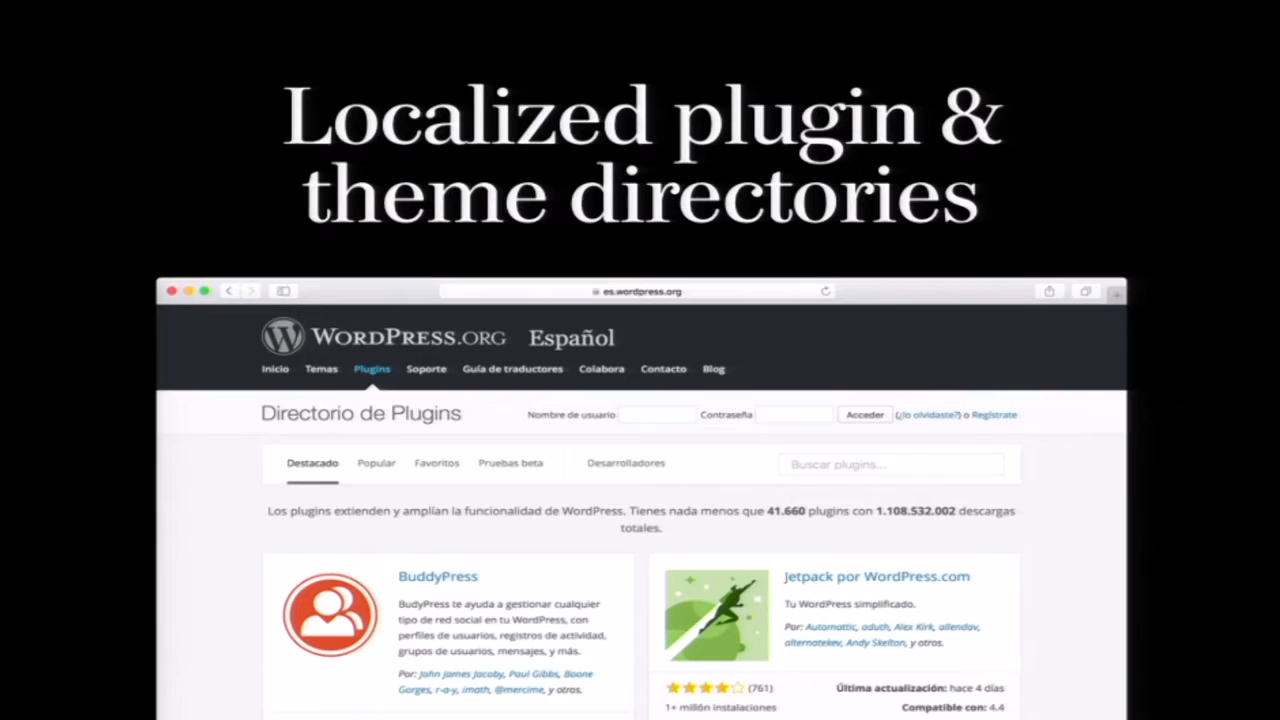 Localized plugin &
theme directories
es.wordpress.org
WORDPRESS.ORG Español
Inicio Temas Plugins Soporte Guía de traductores Colabora Contacto Blog
Directorio de Plugins Nombre de usuario Contraseña Acceder (¿lo olvidaste?) o Regístrate
Destacado Popular Favoritos Pruebas beta Desarrolladores Buscar plugins...
Los plugins extienden y amplían la funcionalidad de WordPress. Tienes nada menos que 41.660 plugins con 1.108.532.002 descargas
totales.
BuddyPress
BudyPress te ayuda a gestionar cualquier
tipo de red social en tu WordPress, con
perfiles de usuarios, registros de actividad,
grupos de usuarios, mensajes, y más.
Por: John James Jacoby, Paul Gibbs, Boone
Gorges, r-a-y, imath, @mercime, y otros.
Jetpack por WordPress.com
Tu WordPress simplificado.
Por: Automattic, aduth, Alex Kirk, allendav,
alternatekev, Andy Skelton, y otros.
(761) Última actualización: hace 4 días
1+ millón instalaciones Compatible con: 4.4